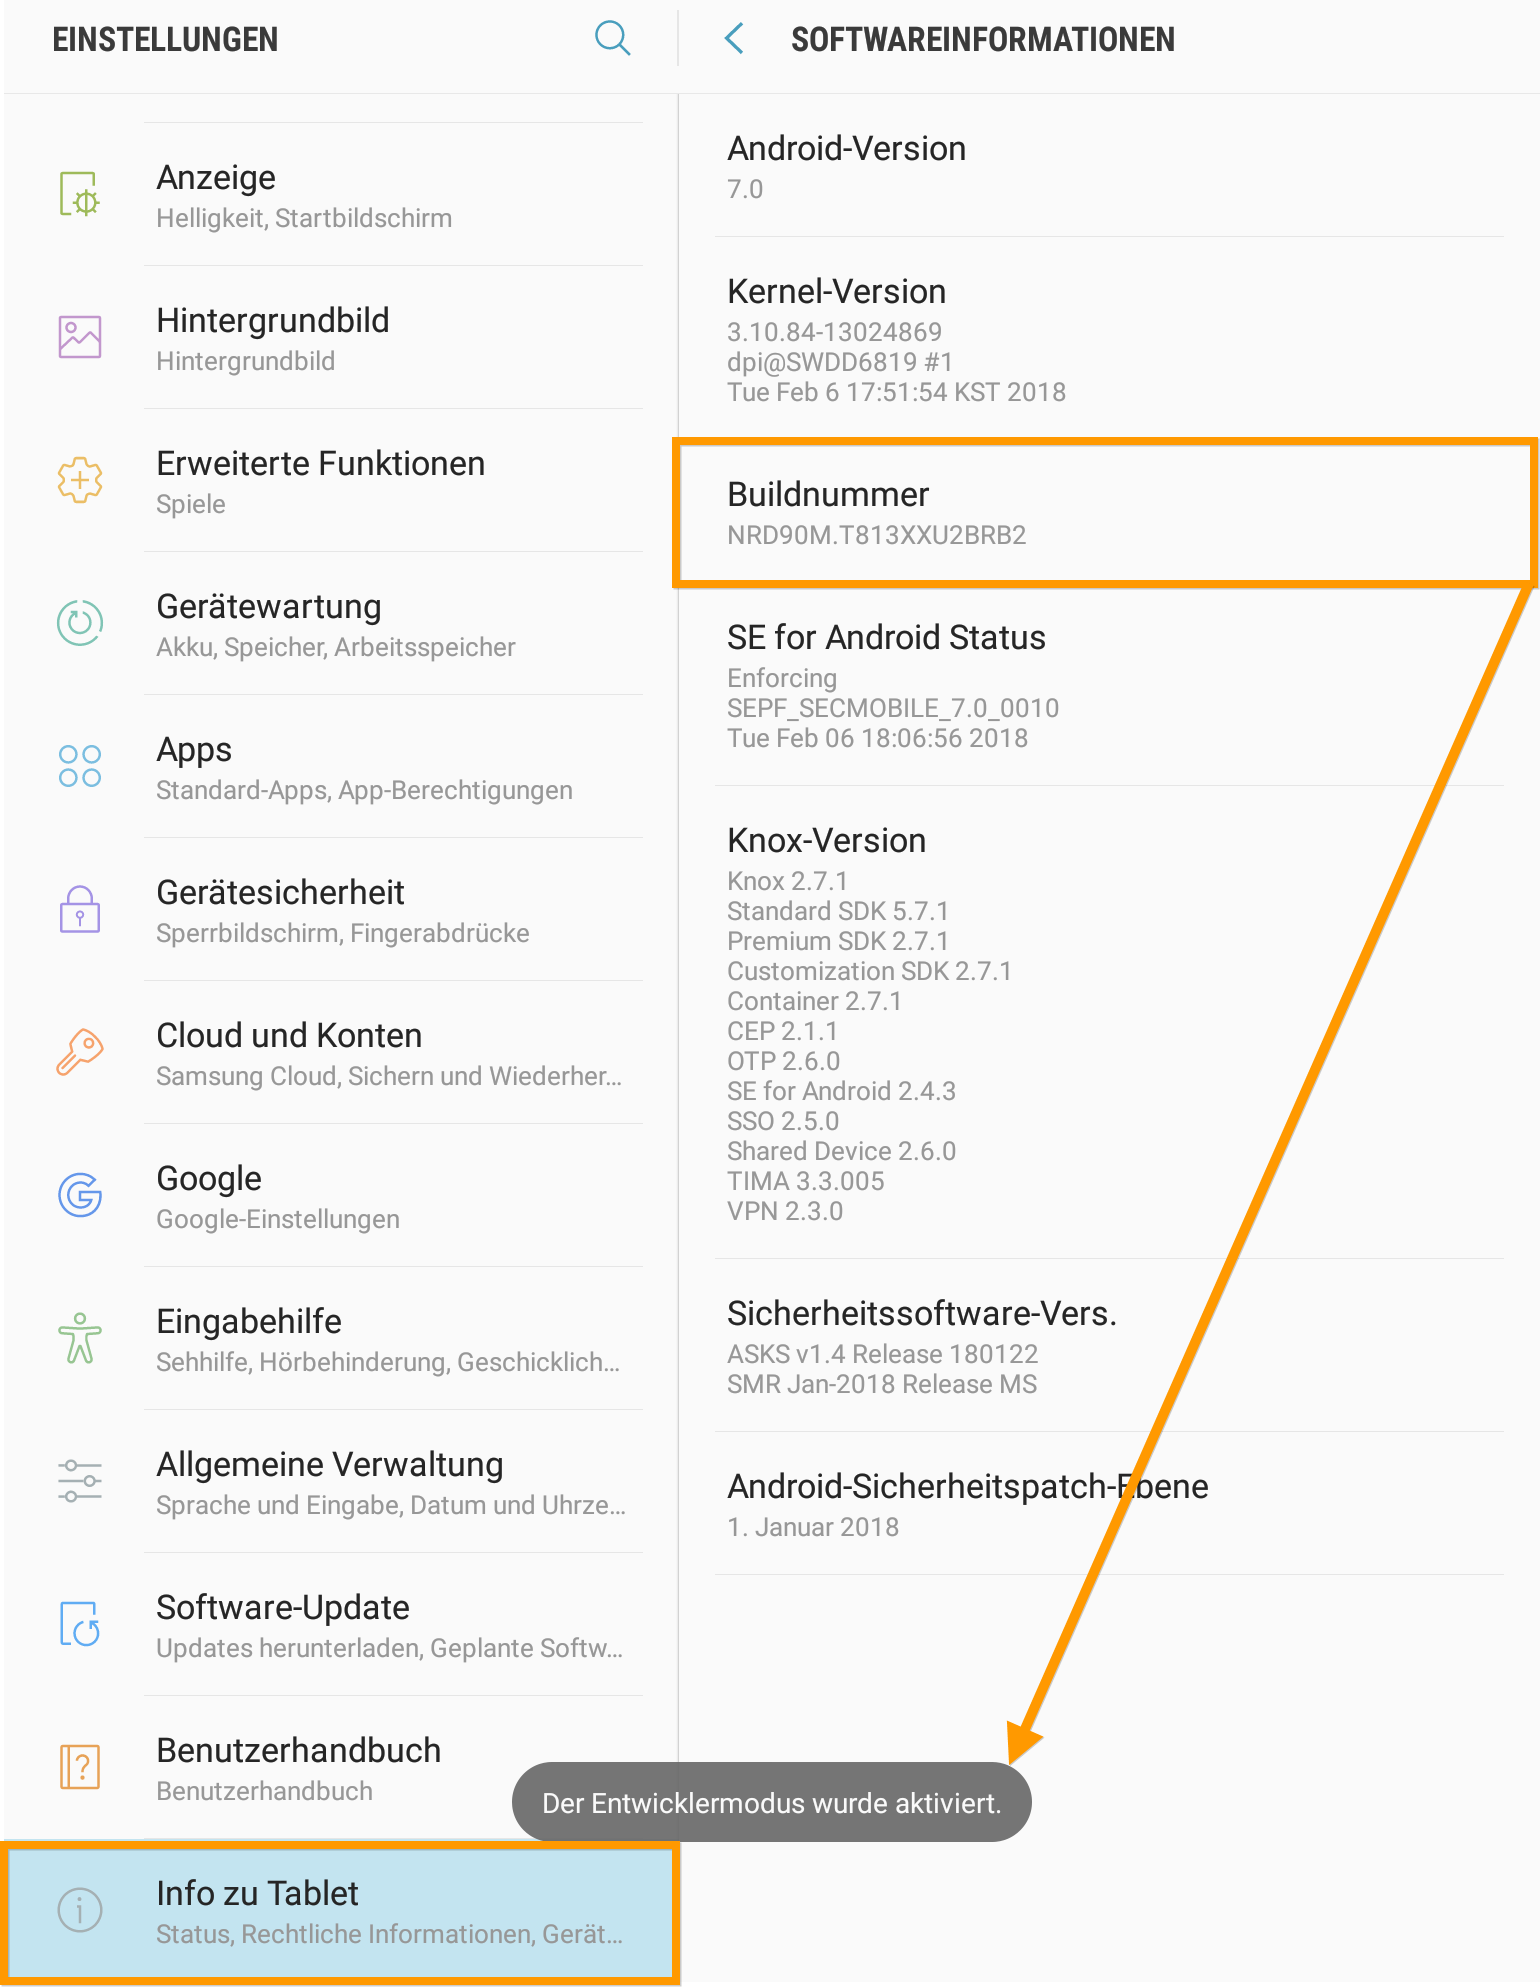 EINSTELLUNGEN
Anzeige
Helligkeit, Startbildschirm
Hintergrundbild
Hintergrundbild
Erweiterte Funktionen
Spiele
Gerätewartung
Akku, Speicher, Arbeitsspeicher
Apps
Standard-Apps, App-Berechtigungen
Gerätesicherheit
Sperrbildschirm, Fingerabdrücke
Cloud und Konten
Samsung Cloud, Sichern und Wiederher...
Google
Google-Einstellungen
Eingabehilfe
Sehhilfe, Hörbehinderung, Geschicklich...
Allgemeine Verwaltung
Sprache und Eingabe, Datum und Uhrze...
Software-Update
Updates herunterladen, Geplante Softw...
Benutzerhandbuch
Benutzerhandbuch
Info zu Tablet
Status, Rechtliche Informationen, Gerät...
SOFTWAREINFORMATIONEN
Android-Version
7.0
Kernel-Version
3.10.84-13024869
dpi@SWDD6819 #1
Tue Feb 6 17:51:54 KST 2018
Buildnummer
NRD90M.T813XXU2BRB2
SE for Android Status
Enforcing
SEPF_SECMOBILE_7.0_0010
Tue Feb 06 18:06:56 2018
Knox-Version
Knox 2.7.1
Standard SDK 5.7.1
Premium SDK 2.7.1
Customization SDK 2.7.1
Container 2.7.1
CEP 2.1.1
OTP 2.6.0
SE for Android 2.4.3
SSO 2.5.0
Shared Device 2.6.0
TIMA 3.3.005
VPN 2.3.0
Sicherheitssoftware-Vers.
ASKS v1.4 Release 180122
SMR Jan-2018 Release MS
Android-Sicherheitspatch-Ebene
1. Januar 2018
Der Entwicklermodus wurde aktiviert.